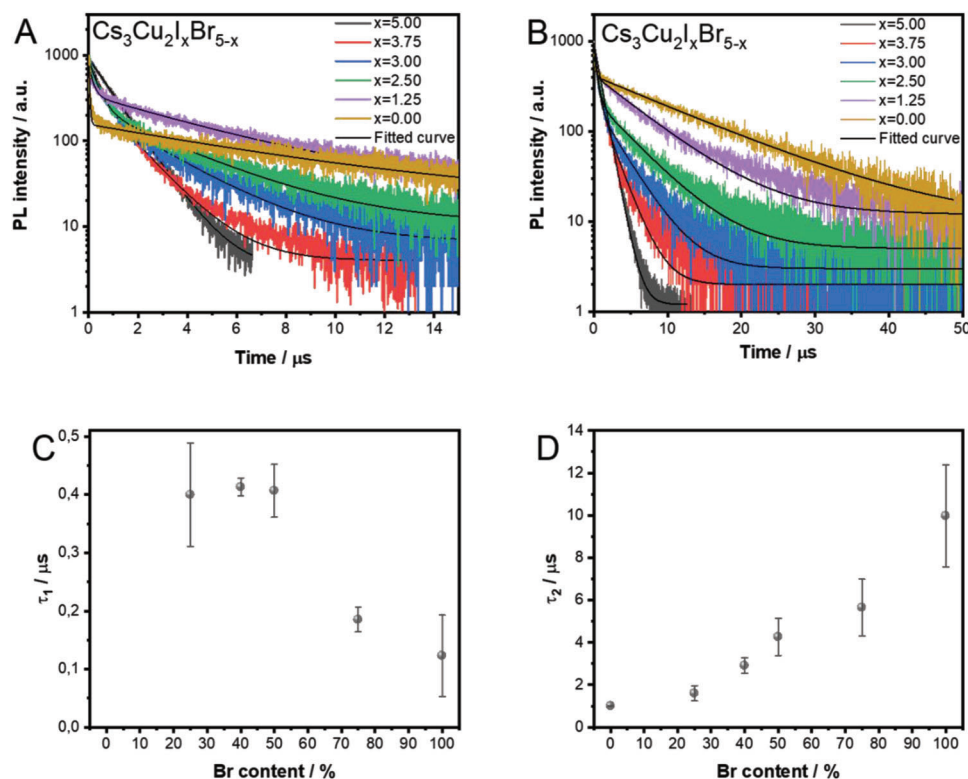 A
Cs₃Cu₂IₓBr₅₋ₓ
x=5.00
x=3.75
x=3.00
x=2.50
x=1.25
x=0.00
Fitted curve
PL intensity / a.u.
1000
100
10
1
0 2 4 6 8 10 12 14
Time / μs
B
Cs₃Cu₂IₓBr₅₋ₓ
x=5.00
x=3.75
x=3.00
x=2.50
x=1.25
x=0.00
Fitted curve
PL intensity / a.u.
1000
100
10
1
0 10 20 30 40 50
Time / μs
C
τ₁ / μs
0,5
0,4
0,3
0,2
0,1
0,0
0 10 20 30 40 50 60 70 80 90 100
Br content / %
D
τ₂ / μs
14
12
10
8
6
4
2
0
0 10 20 30 40 50 60 70 80 90 100
Br content / %